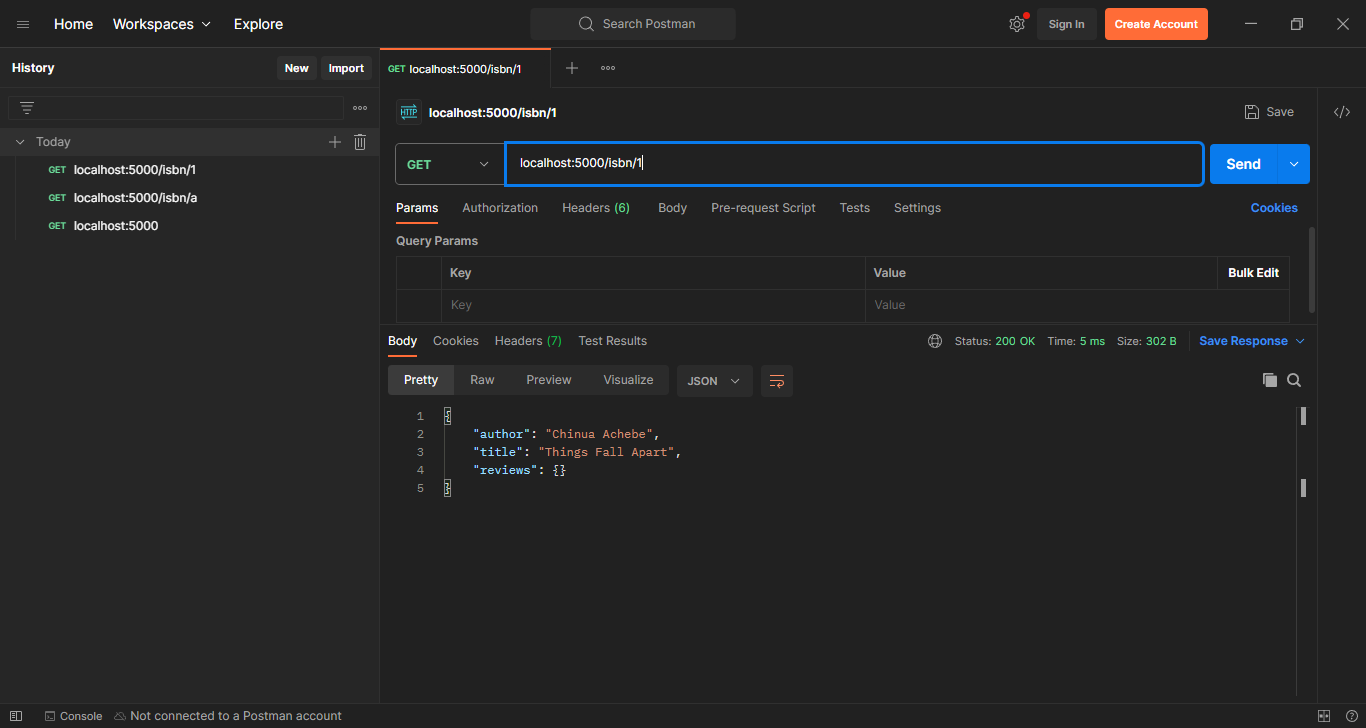 Home Workspaces Explore Search Postman Sign In Create Account
History New Import
GET localhost:5000/isbn/1
HTTP localhost:5000/isbn/1 Save
Today
GET localhost:5000/isbn/1
GET localhost:5000/isbn/a
GET localhost:5000
GET localhost:5000/isbn/1 Send
Params Authorization Headers (6) Body Pre-request Script Tests Settings Cookies
Query Params
Key Value Bulk Edit
Key Value
Body Cookies Headers (7) Test Results Status: 200 OK Time: 5 ms Size: 302 B Save Response
Pretty Raw Preview Visualize JSON
1 {
2 "author": "Chinua Achebe",
3 "title": "Things Fall Apart",
4 "reviews": {}
5 }
Console Not connected to a Postman account